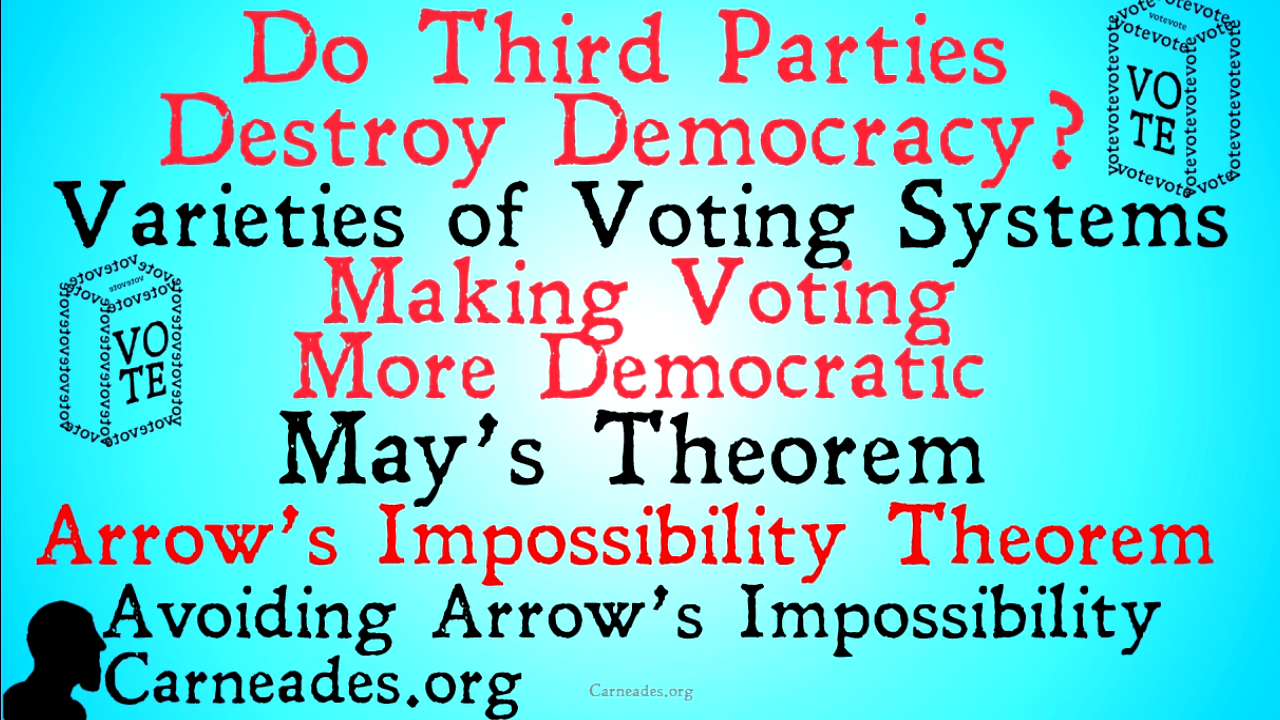 Do Third Parties
Destroy Democracy?
Varieties of Voting Systems
Making Voting
More Democratic
May's Theorem
Arrow's Impossibility Theorem
Avoiding Arrow's Impossibility
Carneades.org
Carneades.org
VO
TE
VO
TE